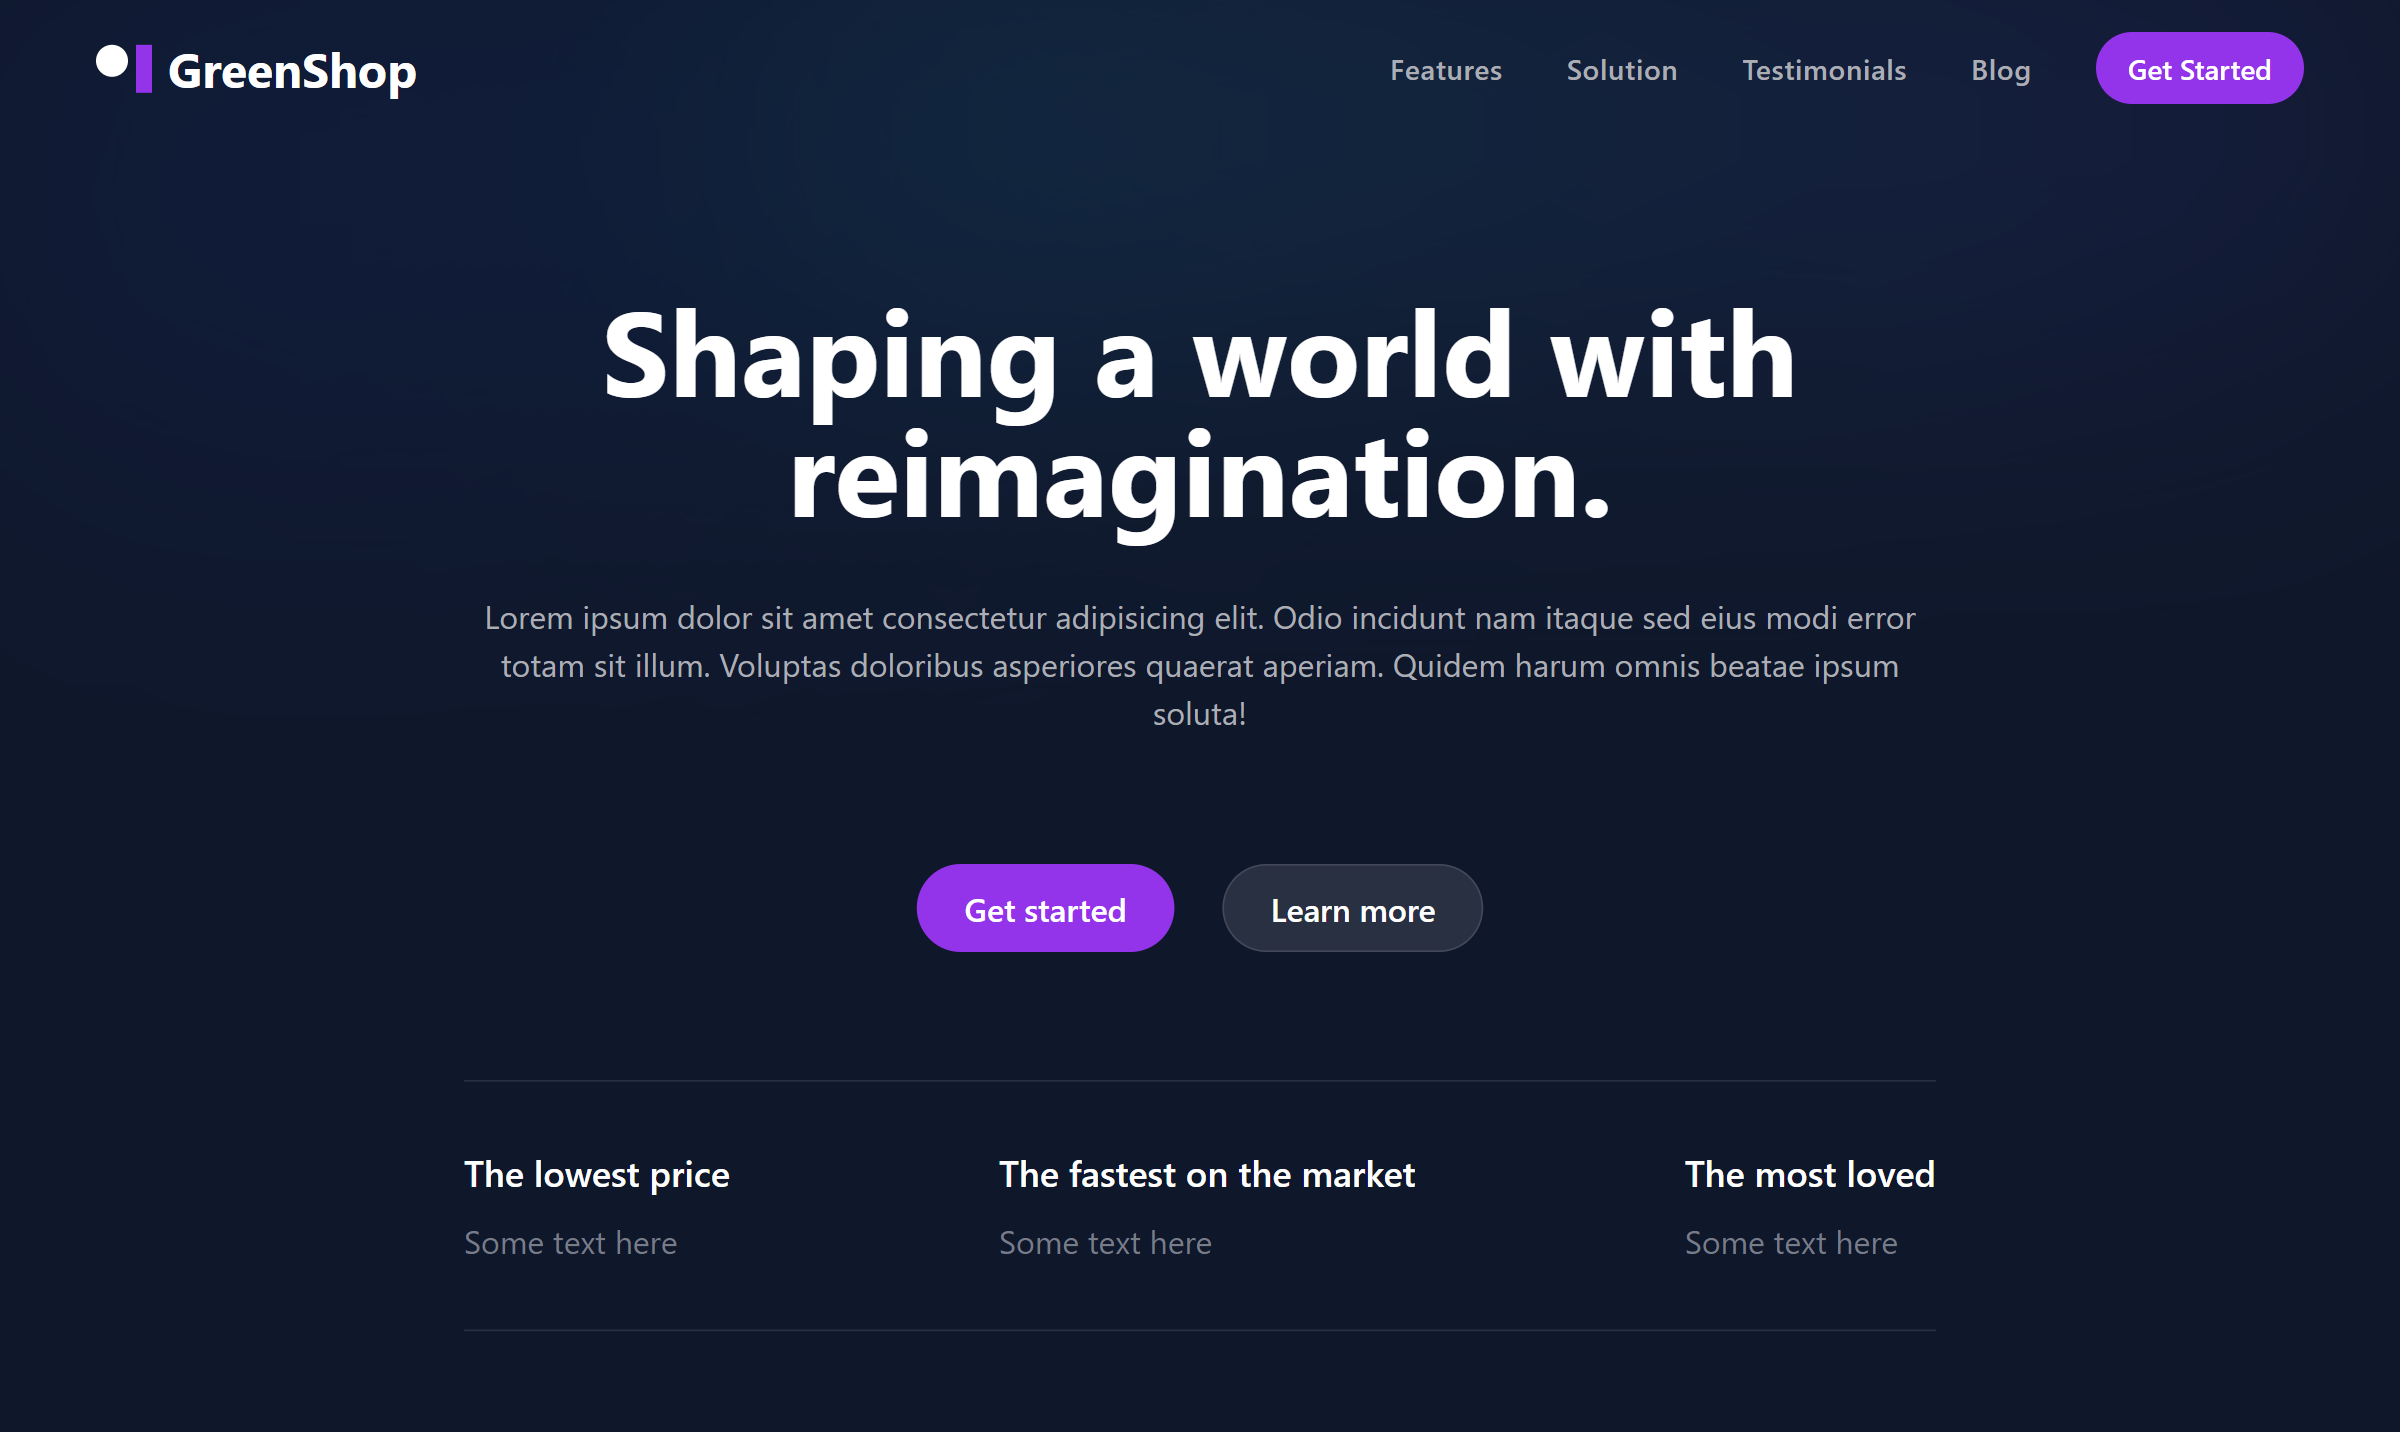 GreenShop
Features
Solution
Testimonials
Blog
Get Started
Shaping a world with
reimagination.
Lorem ipsum dolor sit amet consectetur adipisicing elit. Odio incidunt nam itaque sed eius modi error
totam sit illum. Voluptas doloribus asperiores quaerat aperiam. Quidem harum omnis beatae ipsum
soluta!
Get started
Learn more
The lowest price
Some text here
The fastest on the market
Some text here
The most loved
Some text here